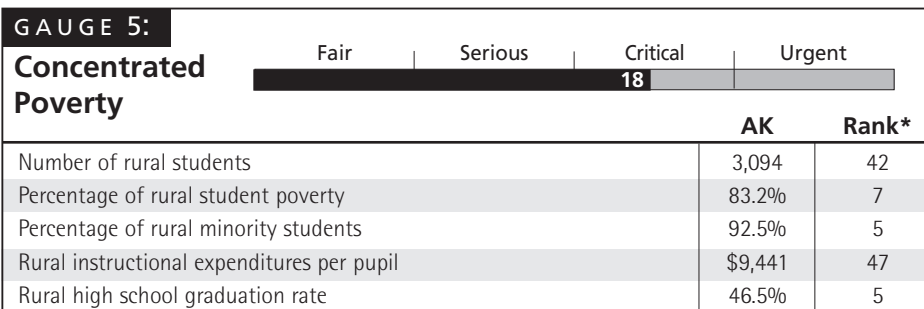 GAUGE 5:
Concentrated
Poverty
Fair Serious Critical Urgent
18
AK Rank*
Number of rural students 3,094 42
Percentage of rural student poverty 83.2% 7
Percentage of rural minority students 92.5% 5
Rural instructional expenditures per pupil $9,441 47
Rural high school graduation rate 46.5% 5